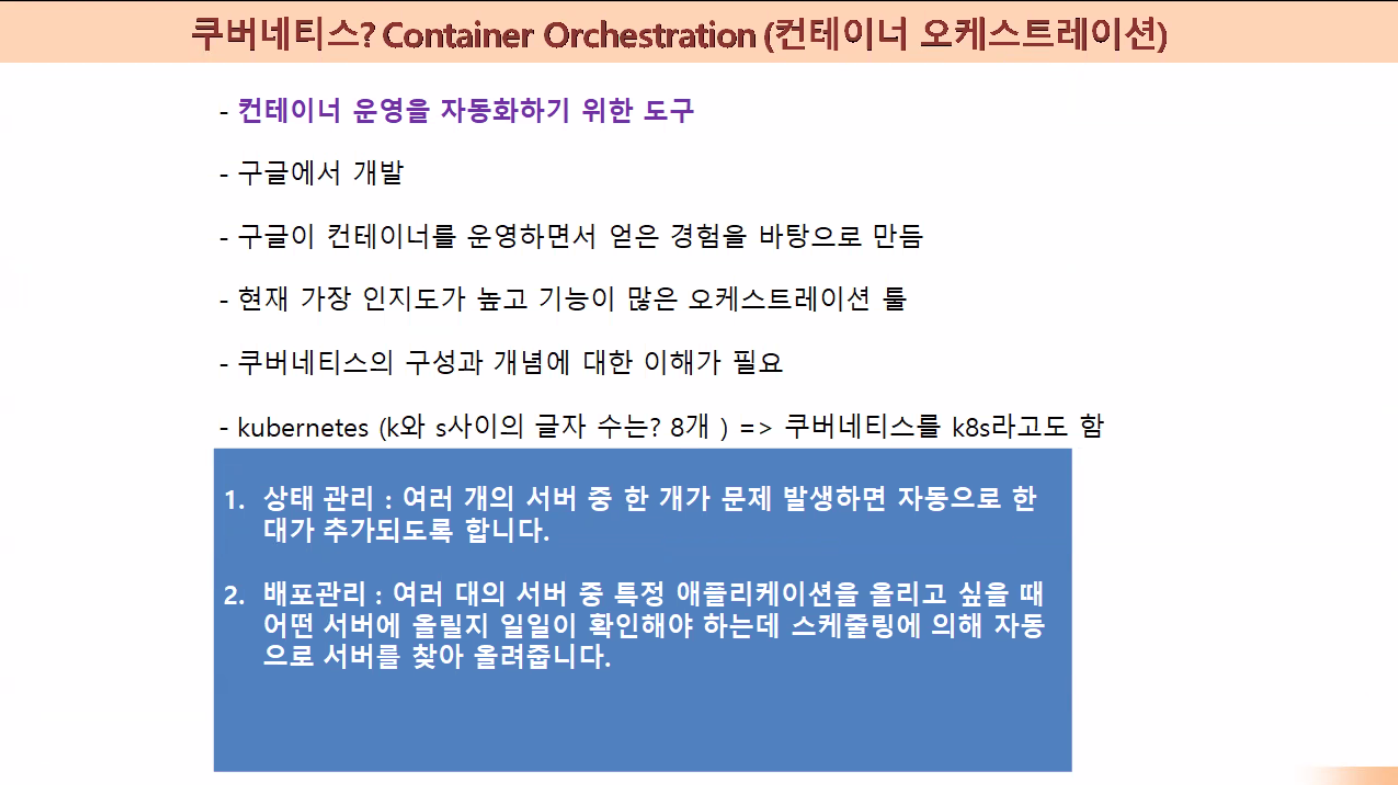 쿠버네티스? Container Orchestration (컨테이너 오케스트레이션)
- 컨테이너 운영을 자동화하기 위한 도구
- 구글에서 개발
- 구글이 컨테이너를 운영하면서 얻은 경험을 바탕으로 만듬
- 현재 가장 인지도가 높고 기능이 많은 오케스트레이션 툴
- 쿠버네티스의 구성과 개념에 대한 이해가 필요
- kubernetes (k와 s사이의 글자 수는? 8개 ) => 쿠버네티스를 k8s라고도 함
1. 상태 관리 : 여러 개의 서버 중 한 개가 문제 발생하면 자동으로 한
대가 추가되도록 합니다.
2. 배포관리 : 여러 대의 서버 중 특정 애플리케이션을 올리고 싶을 때
어떤 서버에 올릴지 일일이 확인해야 하는데 스케줄링에 의해 자동
으로 서버를 찾아 올려줍니다.